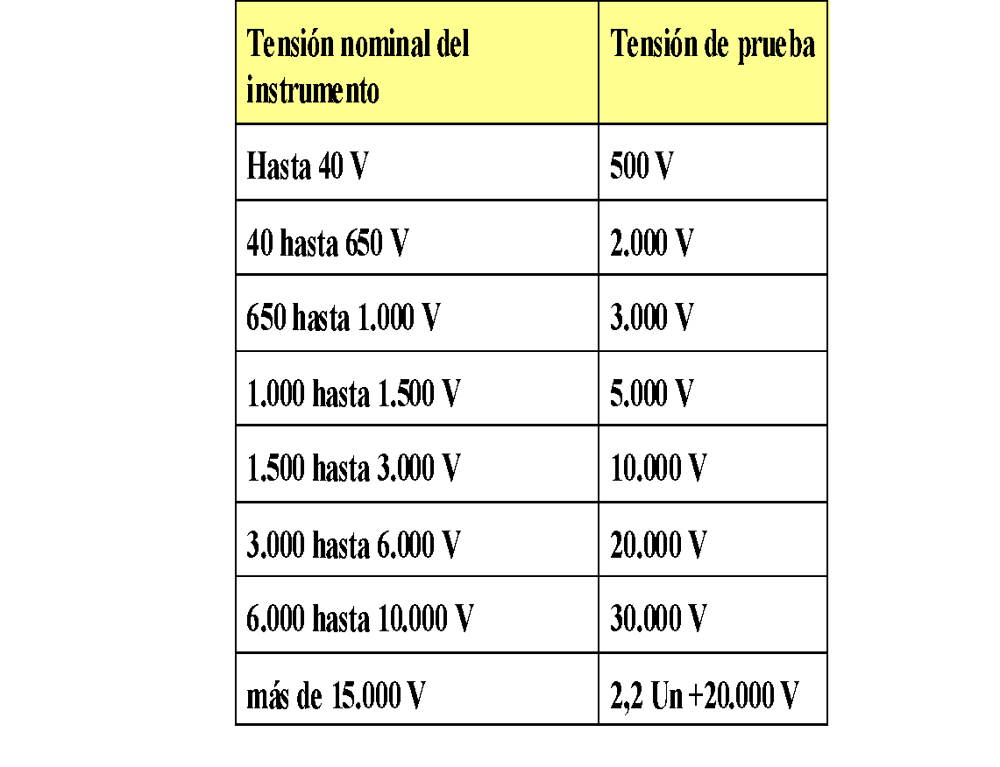 Tensión nominal del
instrumento
Tensión de prueba
Hasta 40 V
500 V
40 hasta 650 V
2.000 V
650 hasta 1.000 V
3.000 V
1.000 hasta 1.500 V
5.000 V
1.500 hasta 3.000 V
10.000 V
3.000 hasta 6.000 V
20.000 V
6.000 hasta 10.000 V
30.000 V
más de 15.000 V
2,2 Un +20.000 V